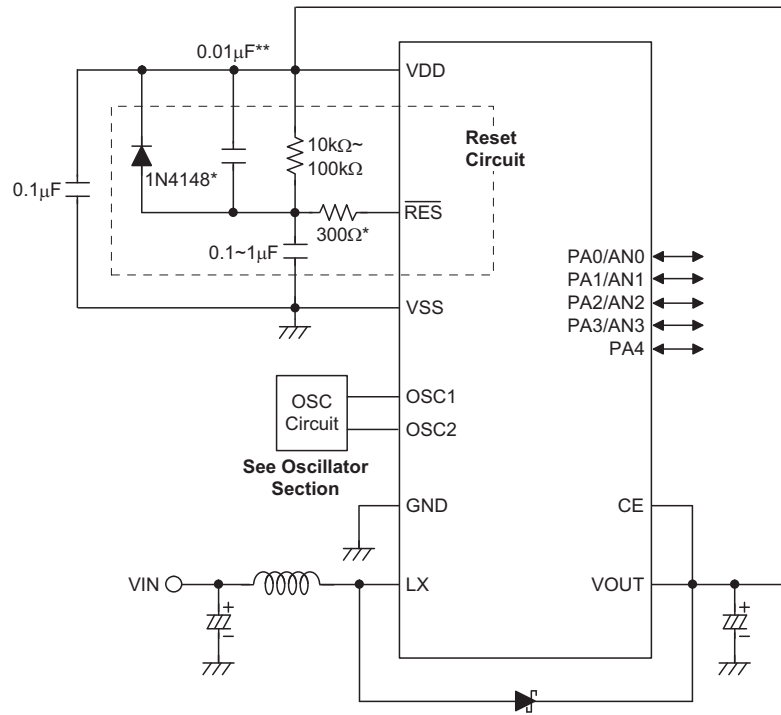 0.01μF**
VDD
Reset
Circuit
10kΩ~
100kΩ
1N4148*
0.1μF
RES
300Ω*
0.1~1μF
VSS
PA0/AN0
PA1/AN1
PA2/AN2
PA3/AN3
PA4
OSC
Circuit
OSC1
OSC2
See Oscillator
Section
GND
CE
VIN
LX
VOUT
+
−
+
−